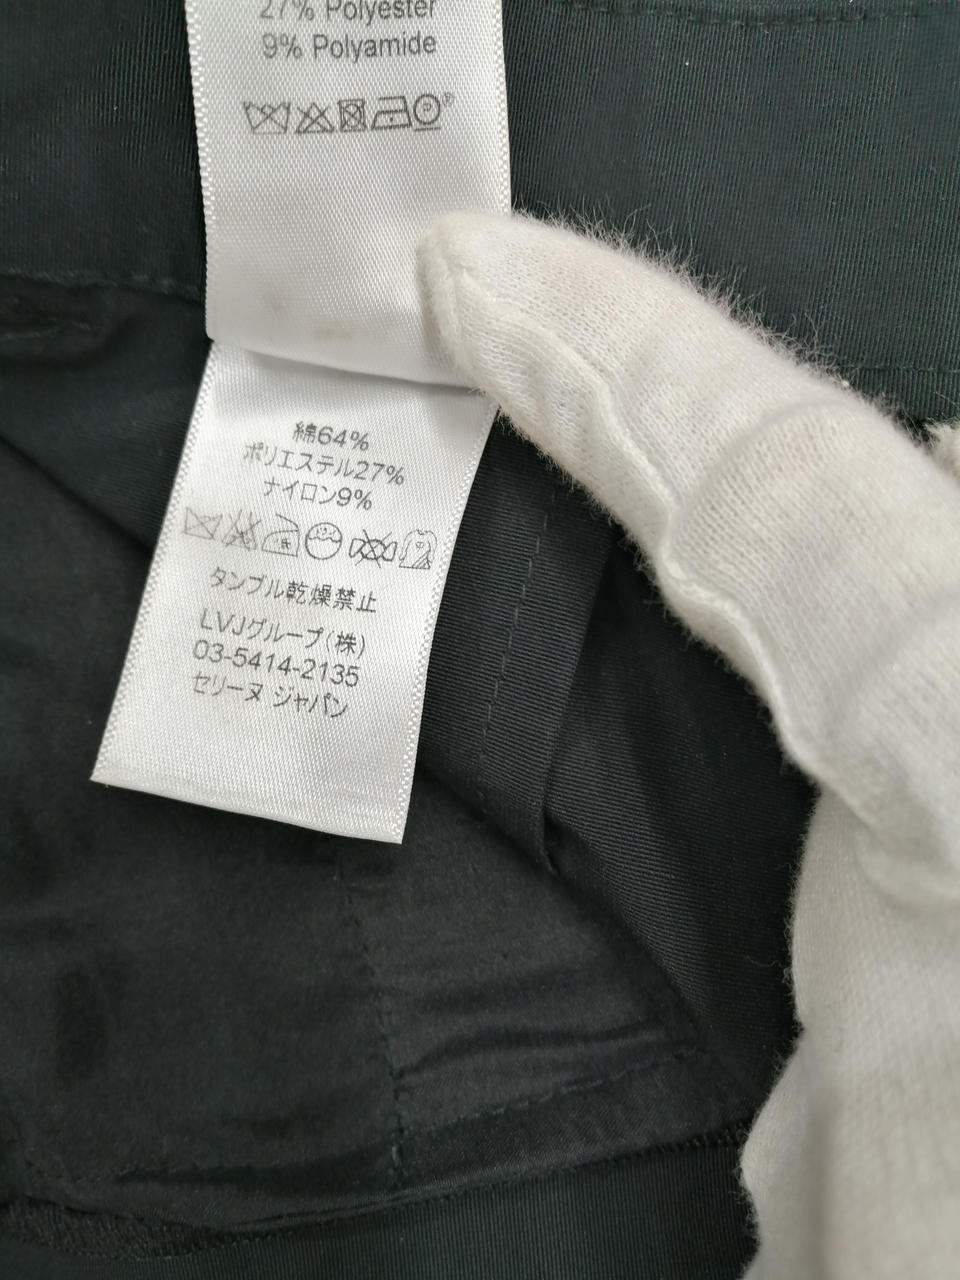 27% Polyester
9% Polyamide
綿64%
ポリエステル27%
ナイロン9%
タンブル乾燥禁止
LVJグループ(株)
03-5414-2135
セリーヌ ジャパン